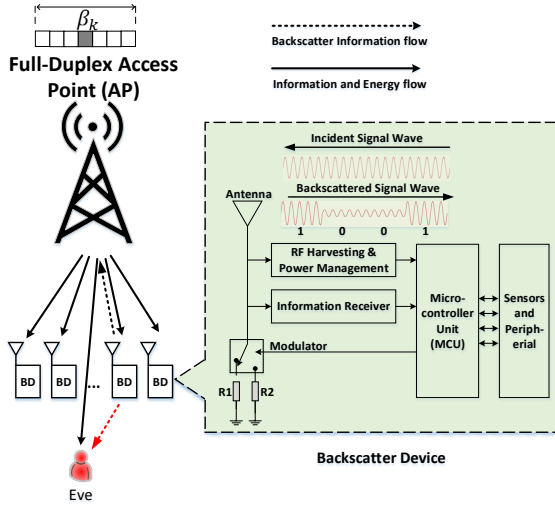 βk
Full-Duplex Access
Point (AP)
Backscatter Information flow
Information and Energy flow
Incident Signal Wave
Antenna
Backscattered Signal Wave
1 0 0 1
RF Harvesting &
Power Management
Information Receiver
Micro-
controller
Unit
(MCU)
Sensors
and
Periph-
erial
Modulator
R1
R2
BD
BD
...
BD
BD
Eve
Backscatter Device